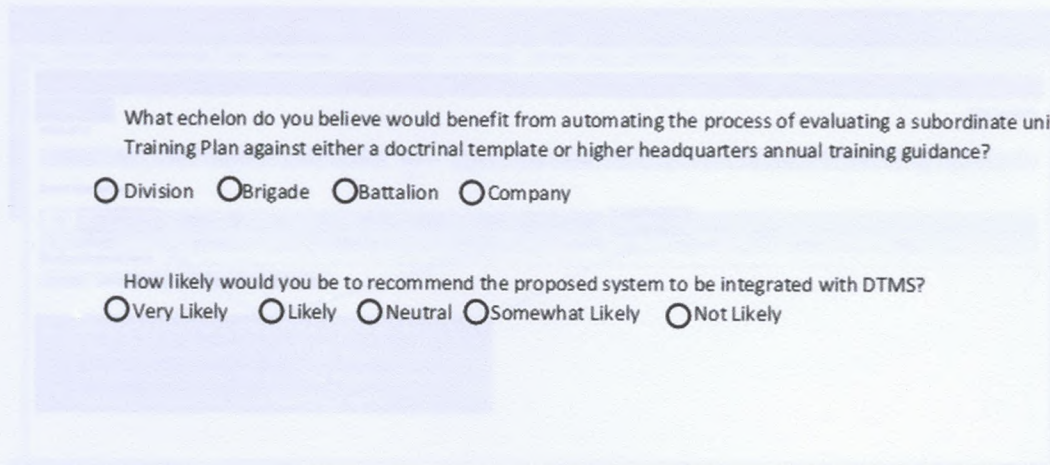 What echelon do you believe would benefit from automating the process of evaluating a subordinate uni
Training Plan against either a doctrinal template or higher headquarters annual training guidance?
Division Brigade Battalion Company
How likely would you be to recommend the proposed system to be integrated with DTMS?
Very Likely Likely Neutral Somewhat Likely Not Likely